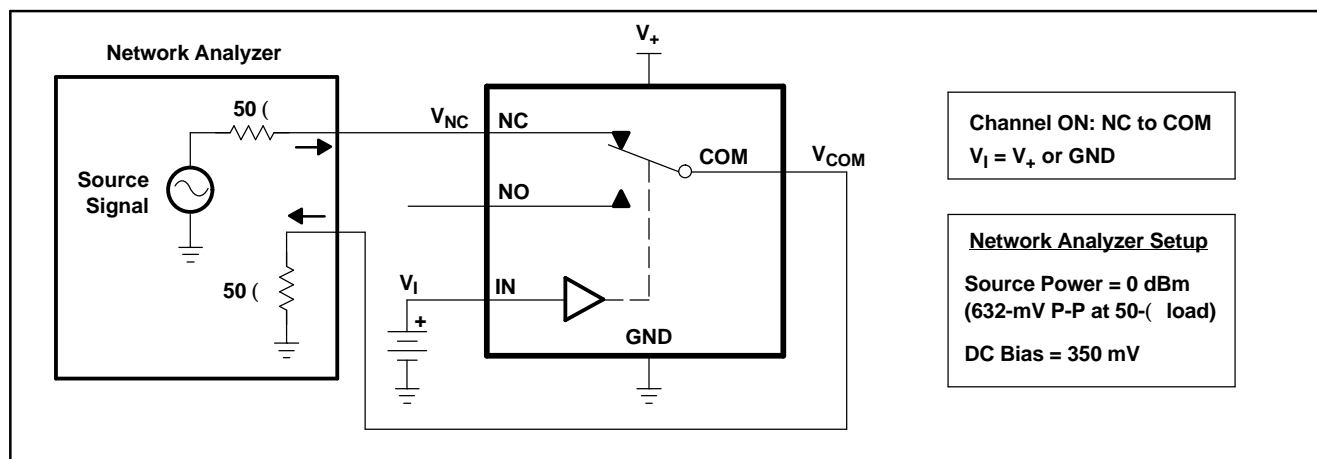 Network Analyzer
V+
50 (
VNC
NC
COM
VCOM
Source
Signal
NO
50 (
VI
IN
+
GND
Channel ON: NC to COM
VI = V+ or GND
Network Analyzer Setup
Source Power = 0 dBm
(632-mV P-P at 50-( load)
DC Bias = 350 mV